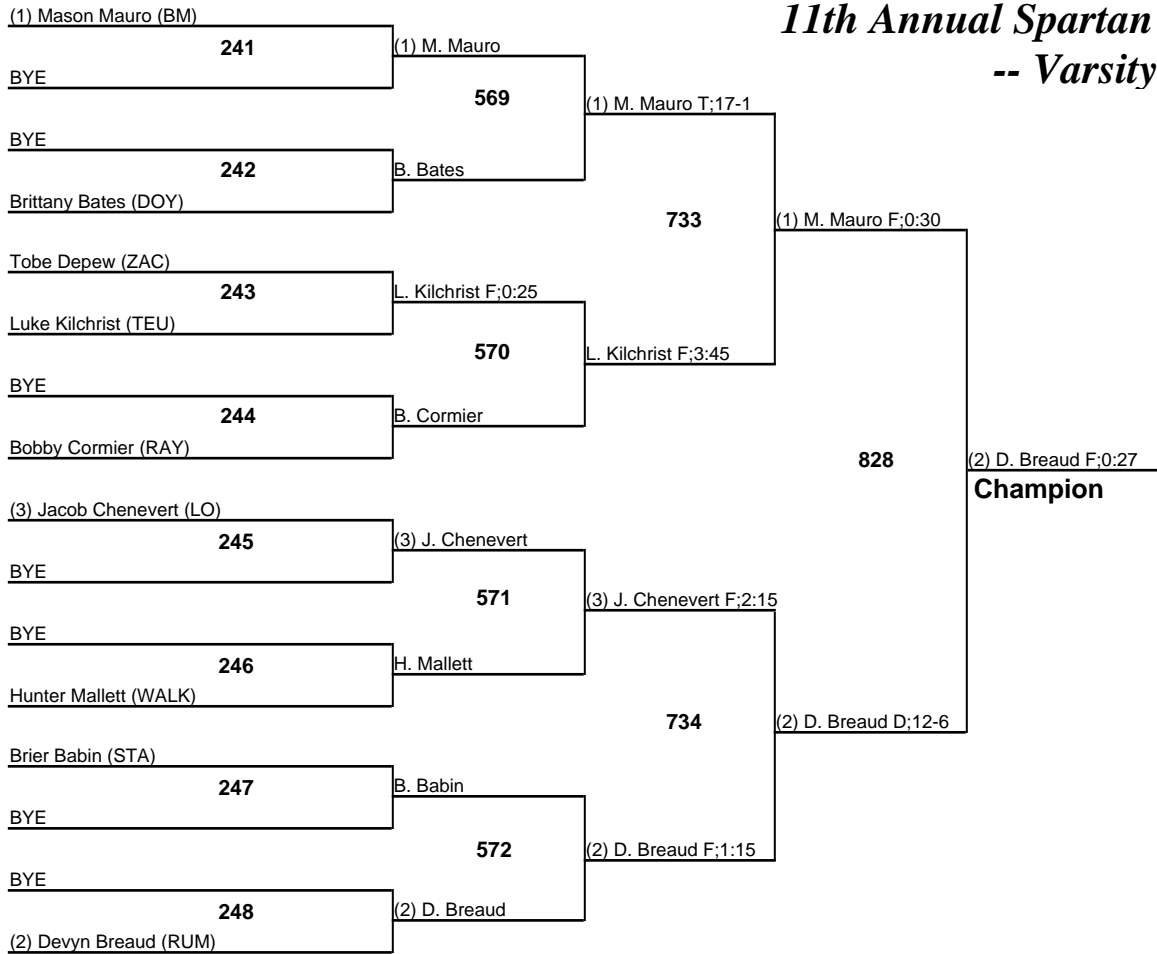 11th Annual Spartan
-- Varsity
(1) Mason Mauro (BM)
241
BYE
BYE
242
Brittany Bates (DOY)
Tobe Depew (ZAC)
243
Luke Kilchrist (TEU)
BYE
244
Bobby Cormier (RAY)
(3) Jacob Chenevert (LO)
245
BYE
BYE
246
Hunter Mallett (WALK)
Brier Babin (STA)
247
BYE
BYE
248
(2) Devyn Breaud (RUM)
(1) M. Mauro
569
B. Bates
L. Kilchrist F;0:25
570
B. Cormier
(3) J. Chenevert
571
H. Mallett
B. Babin
572
(2) D. Breaud
(1) M. Mauro T;17-1
733
L. Kilchrist F;3:45
(3) J. Chenevert F;2:15
734
(2) D. Breaud F;1:15
(1) M. Mauro F;0:30
828
(2) D. Breaud D;12-6
(2) D. Breaud F;0:27
Champion